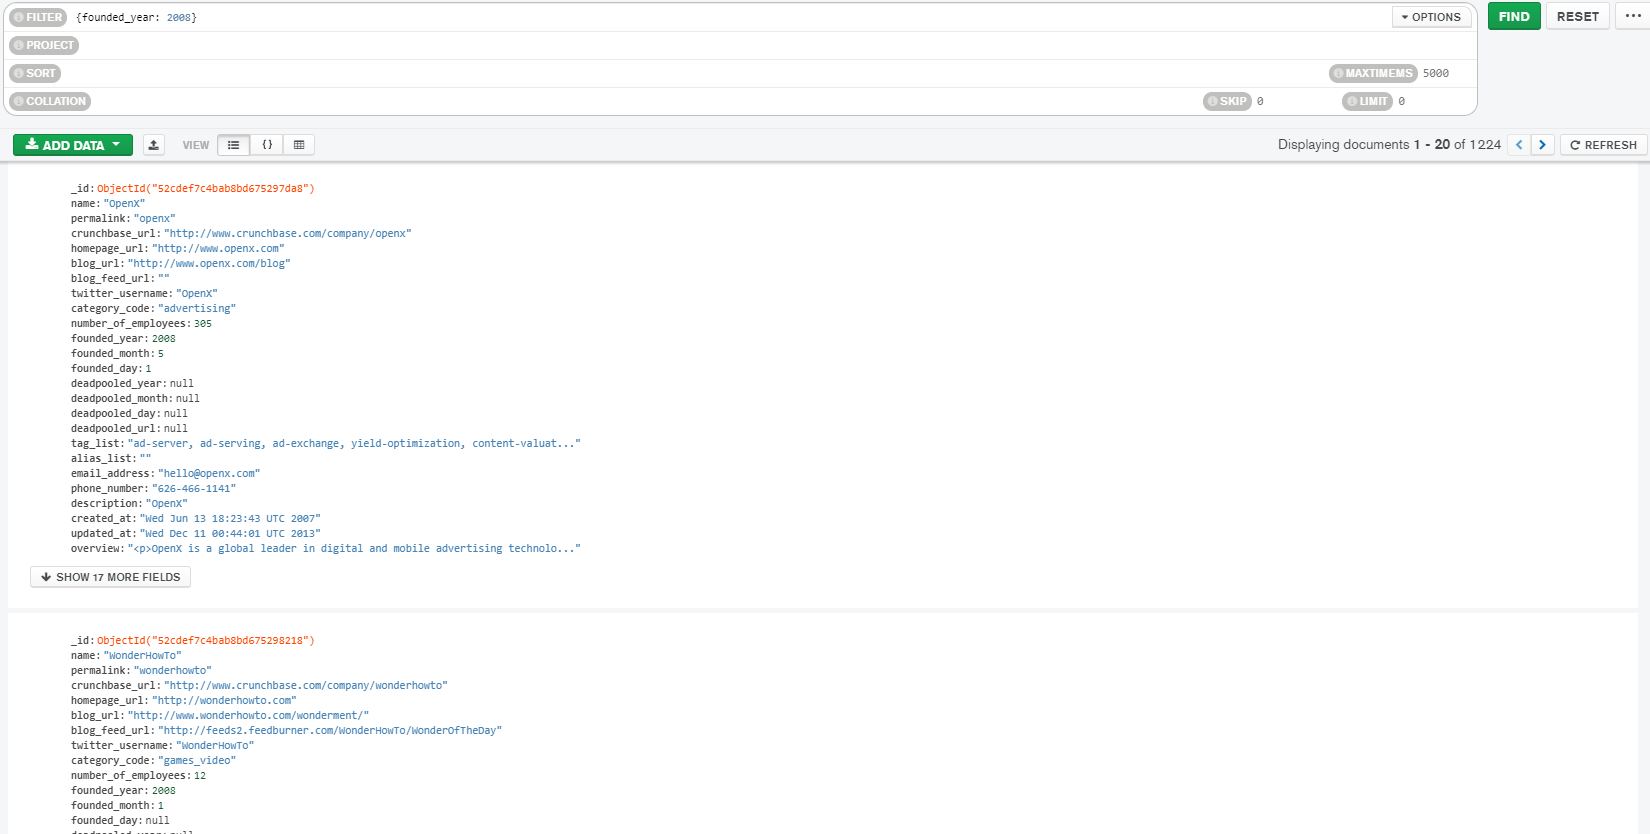 FILTER {founded_year: 2008} OPTIONS FIND RESET ...
PROJECT
SORT MAXTIMEMS 5000
COLLATION SKIP 0 LIMIT 0
ADD DATA VIEW {} Displaying documents 1 - 20 of 1224 REFRESH
_id: ObjectId("52cdef7c4bab8bd675297da8")
name: "OpenX"
permalink: "openx"
crunchbase_url: "http://www.crunchbase.com/company/openx"
homepage_url: "http://www.openx.com"
blog_url: "http://www.openx.com/blog"
blog_feed_url: ""
twitter_username: "OpenX"
category_code: "advertising"
number_of_employees: 305
founded_year: 2008
founded_month: 5
founded_day: 1
deadpooled_year: null
deadpooled_month: null
deadpooled_day: null
deadpooled_url: null
tag_list: "ad-server, ad-serving, ad-exchange, yield-optimization, content-valuat..."
alias_list: ""
email_address: "hello@openx.com"
phone_number: "626-466-1141"
description: "OpenX"
created_at: "Wed Jun 13 18:23:43 UTC 2007"
updated_at: "Wed Dec 11 00:44:01 UTC 2013"
overview: "<p>OpenX is a global leader in digital and mobile advertising technolo..."
SHOW 17 MORE FIELDS
_id: ObjectId("52cdef7c4bab8bd675298218")
name: "WonderHowTo"
permalink: "wonderhowto"
crunchbase_url: "http://www.crunchbase.com/company/wonderhowto"
homepage_url: "http://wonderhowto.com"
blog_url: "http://www.wonderhowto.com/wonderment/"
blog_feed_url: "http://feeds2.feedburner.com/WonderHowTo/WonderOfTheDay"
twitter_username: "WonderHowTo"
category_code: "games_video"
number_of_employees: 12
founded_year: 2008
founded_month: 1
founded_day: null